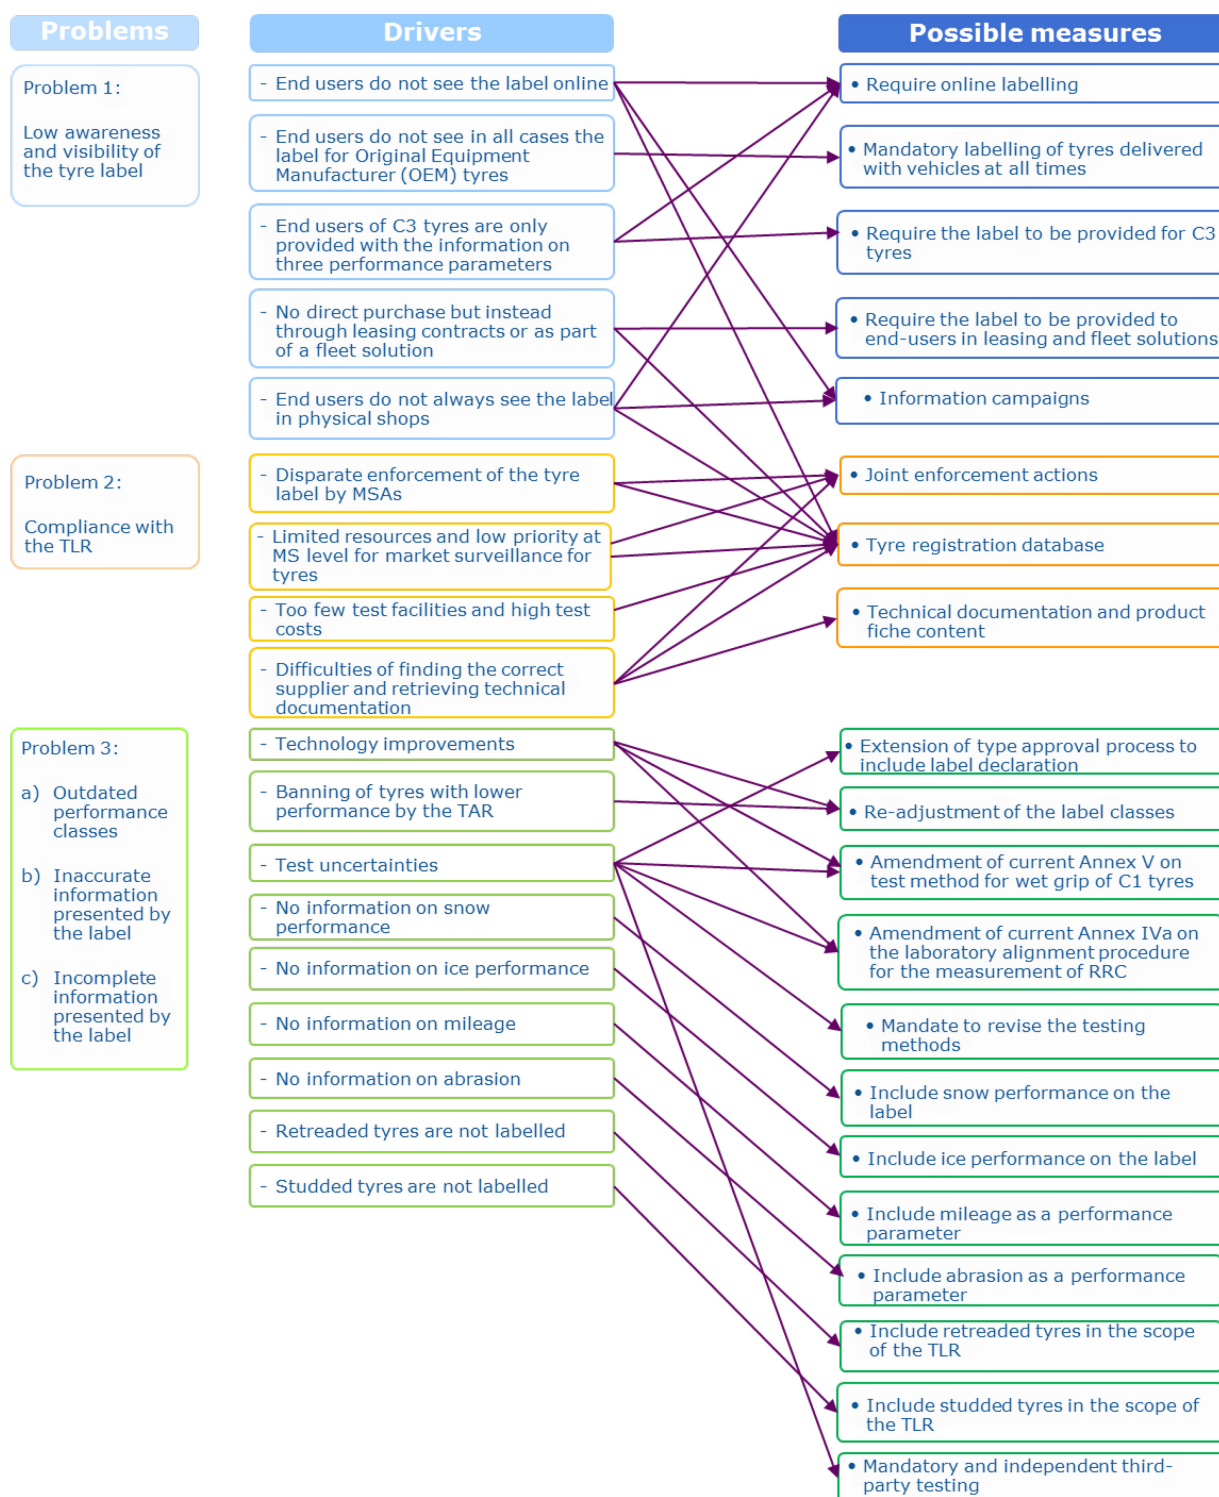 Problems
Drivers
Possible measures
Problem 1:
Low awareness
and visibility of
the tyre label
- End users do not see the label online
- End users do not see in all cases the
label for Original Equipment
Manufacturer (OEM) tyres
- End users of C3 tyres are only
provided with the information on
three performance parameters
- No direct purchase but instead
through leasing contracts or as part
of a fleet solution
- End users do not always see the label
in physical shops
• Require online labelling
• Mandatory labelling of tyres delivered
with vehicles at all times
• Require the label to be provided for C3
tyres
• Require the label to be provided to
end-users in leasing and fleet solutions
• Information campaigns
Problem 2:
Compliance with
the TLR
- Disparate enforcement of the tyre
label by MSAs
- Limited resources and low priority at
MS level for market surveillance for
tyres
- Too few test facilities and high test
costs
- Difficulties of finding the correct
supplier and retrieving technical
documentation
• Joint enforcement actions
• Tyre registration database
• Technical documentation and product
fiche content
Problem 3:
a) Outdated
performance
classes
b) Inaccurate
information
presented by
the label
c) Incomplete
information
presented by
the label
- Technology improvements
- Banning of tyres with lower
performance by the TAR
- Test uncertainties
- No information on snow
performance
- No information on ice performance
- No information on mileage
- No information on abrasion
- Retreaded tyres are not labelled
- Studded tyres are not labelled
• Extension of type approval process to
include label declaration
• Re-adjustment of the label classes
• Amendment of current Annex V on
test method for wet grip of C1 tyres
• Amendment of current Annex IVa on
the laboratory alignment procedure
for the measurement of RRC
• Mandate to revise the testing
methods
• Include snow performance on the
label
• Include ice performance on the label
• Include mileage as a performance
parameter
• Include abrasion as a performance
parameter
• Include retreaded tyres in the scope
of the TLR
• Include studded tyres in the scope of
the TLR
• Mandatory and independent third-
party testing